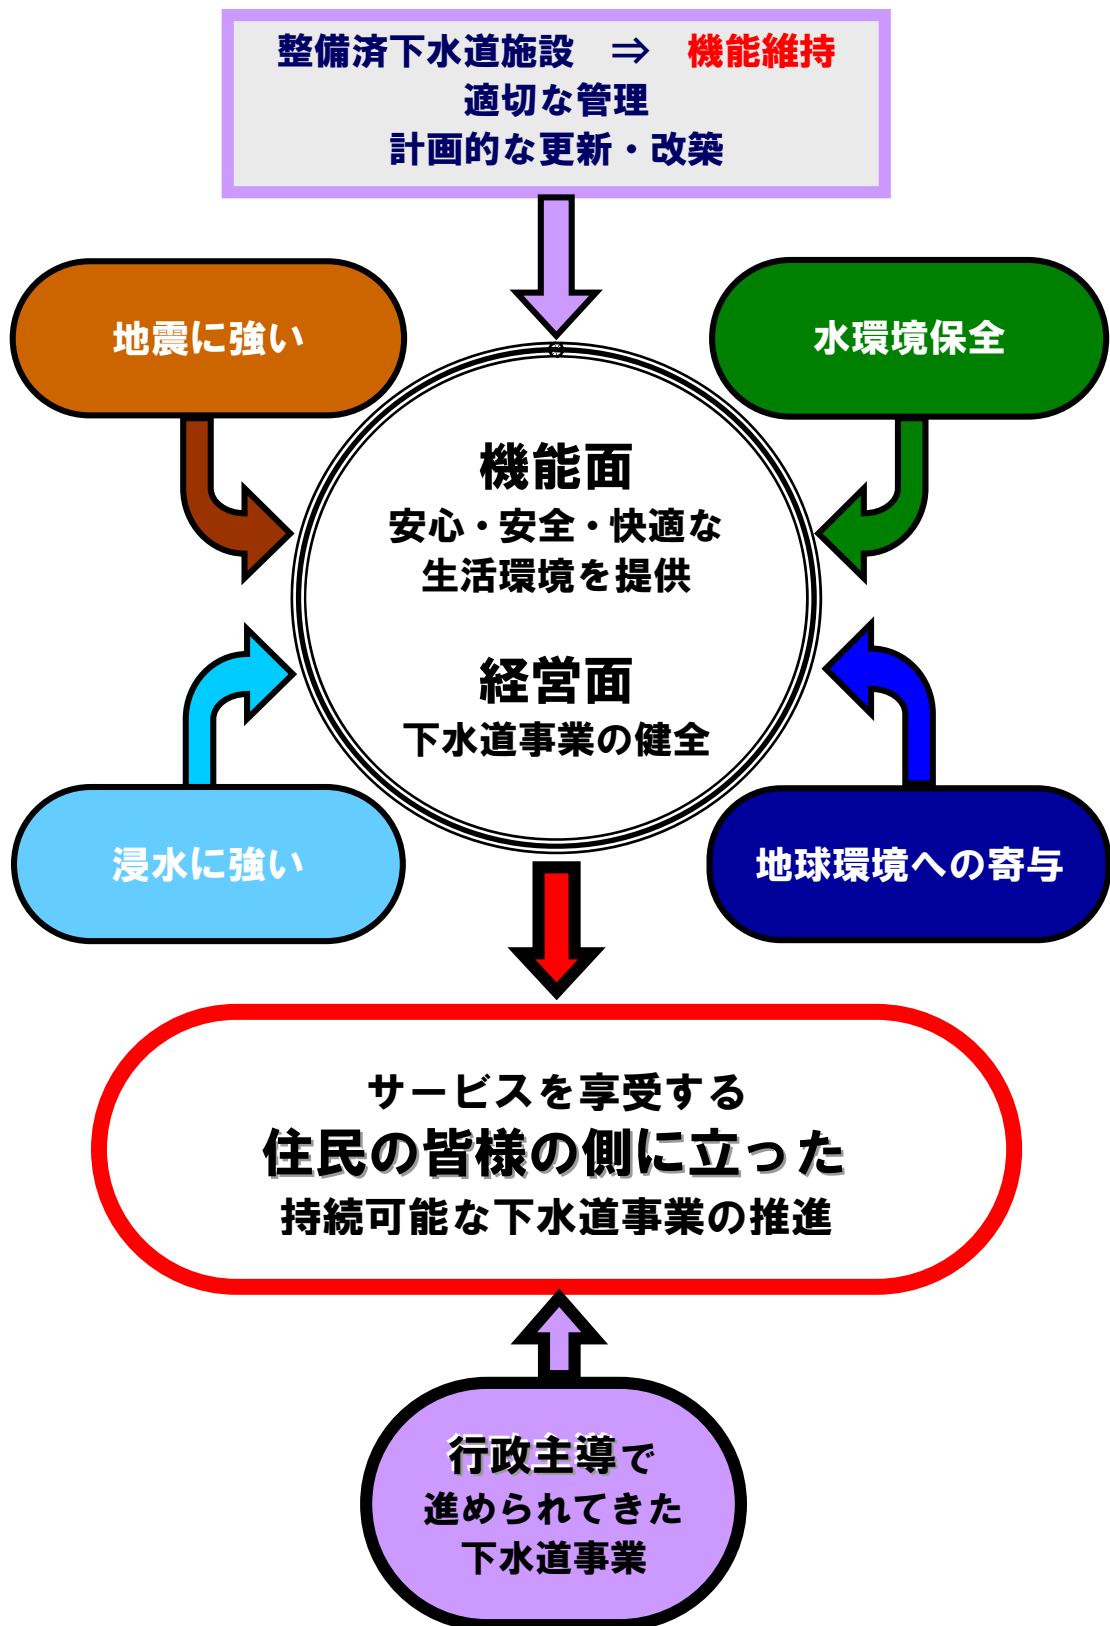 整備済下水道施設　⇒　機能維持
適切な管理
計画的な更新・改築
地震に強い
水環境保全
機能面
安心・安全・快適な
生活環境を提供
経営面
下水道事業の健全
浸水に強い
地球環境への寄与
サービスを享受する
住民の皆様の側に立った
持続可能な下水道事業の推進
行政主導で
進められてきた
下水道事業